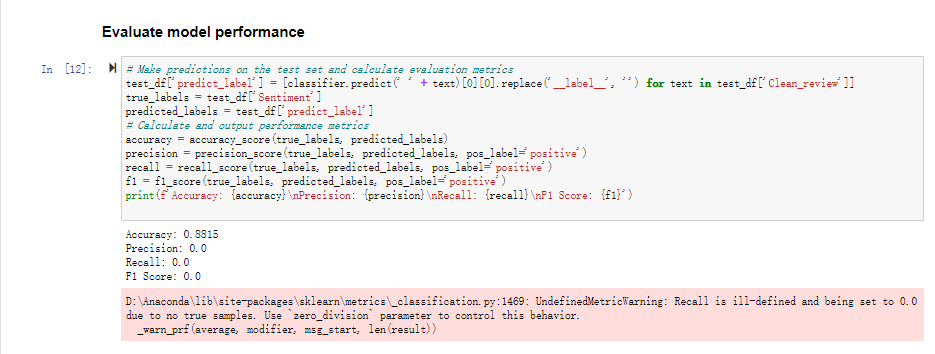 Evaluate model performance
In [12]:
# Make predictions on the test set and calculate evaluation metrics
test_df['predict_label'] = [classifier.predict(' ' + text)[0][0].replace('__label__', '') for text in test_df['Clean_review']]
true_labels = test_df['Sentiment']
predicted_labels = test_df['predict_label']
# Calculate and output performance metrics
accuracy = accuracy_score(true_labels, predicted_labels)
precision = precision_score(true_labels, predicted_labels, pos_label='positive')
recall = recall_score(true_labels, predicted_labels, pos_label='positive')
f1 = f1_score(true_labels, predicted_labels, pos_label='positive')
print(f'Accuracy: {accuracy}\nPrecision: {precision}\nRecall: {recall}\nF1 Score: {f1}')
Accuracy: 0.8815
Precision: 0.0
Recall: 0.0
F1 Score: 0.0
D:\Anaconda\lib\site-packages\sklearn\metrics\_classification.py:1469: UndefinedMetricWarning: Recall is ill-defined and being set to 0.0
due to no true samples. Use `zero_division` parameter to control this behavior.
_warn_prf(average, modifier, msg_start, len(result))